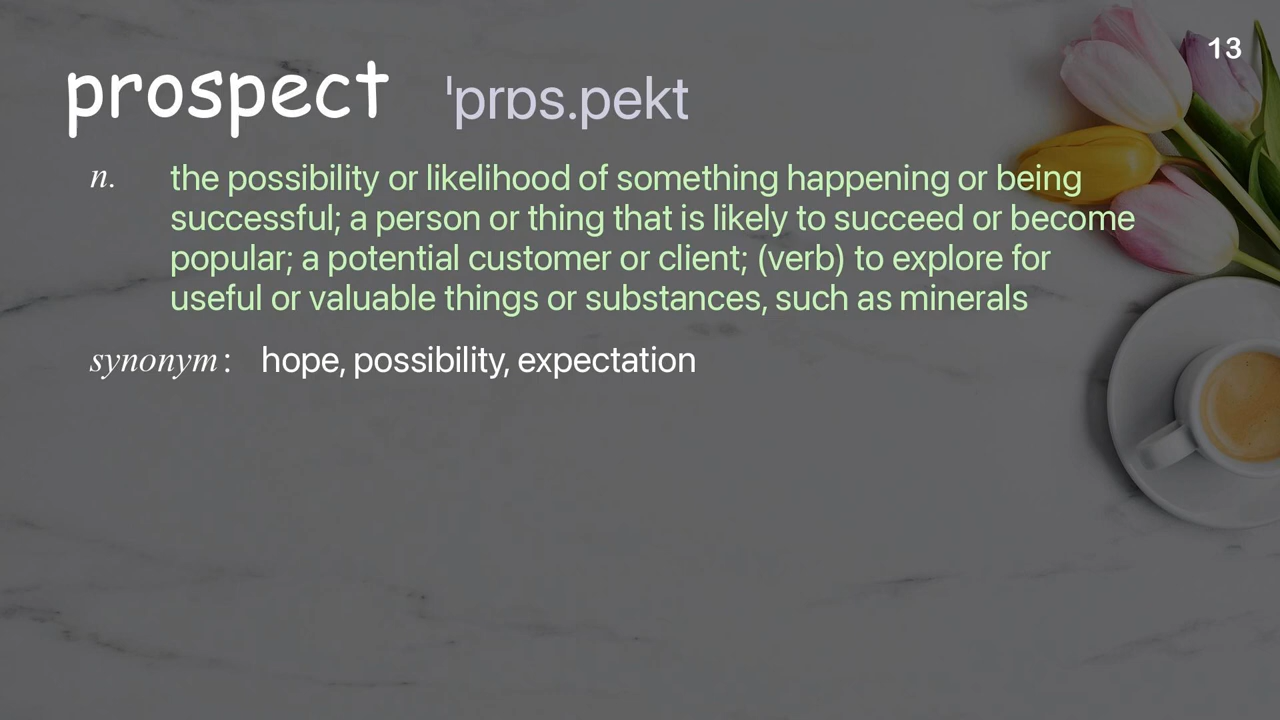 13
prospect ˈprɒs.pekt
n. the possibility or likelihood of something happening or being
successful; a person or thing that is likely to succeed or become
popular; a potential customer or client; (verb) to explore for
useful or valuable things or substances, such as minerals
synonym: hope, possibility, expectation